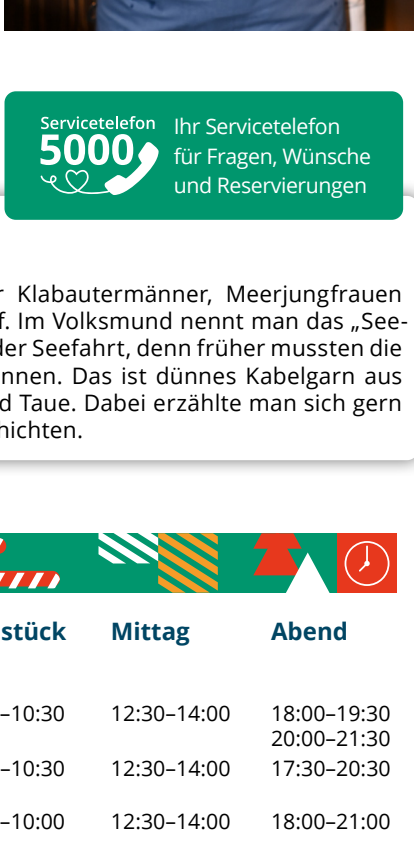 Servicetelefon
5000
Ihr Servicetelefon
für Fragen, Wünsche
und Reservierungen
Klabautermänner, Meerjungfrauen
Im Volksmund nennt man das „See-
der Seefahrt, denn früher mussten die
Das ist dünnes Kabelgarn aus
Taue. Dabei erzählte man sich gern
stück Mittag Abend
–10:30 12:30–14:00 18:00–19:30
20:00–21:30
–10:30 12:30–14:00 17:30–20:30
–10:00 12:30–14:00 18:00–21:00